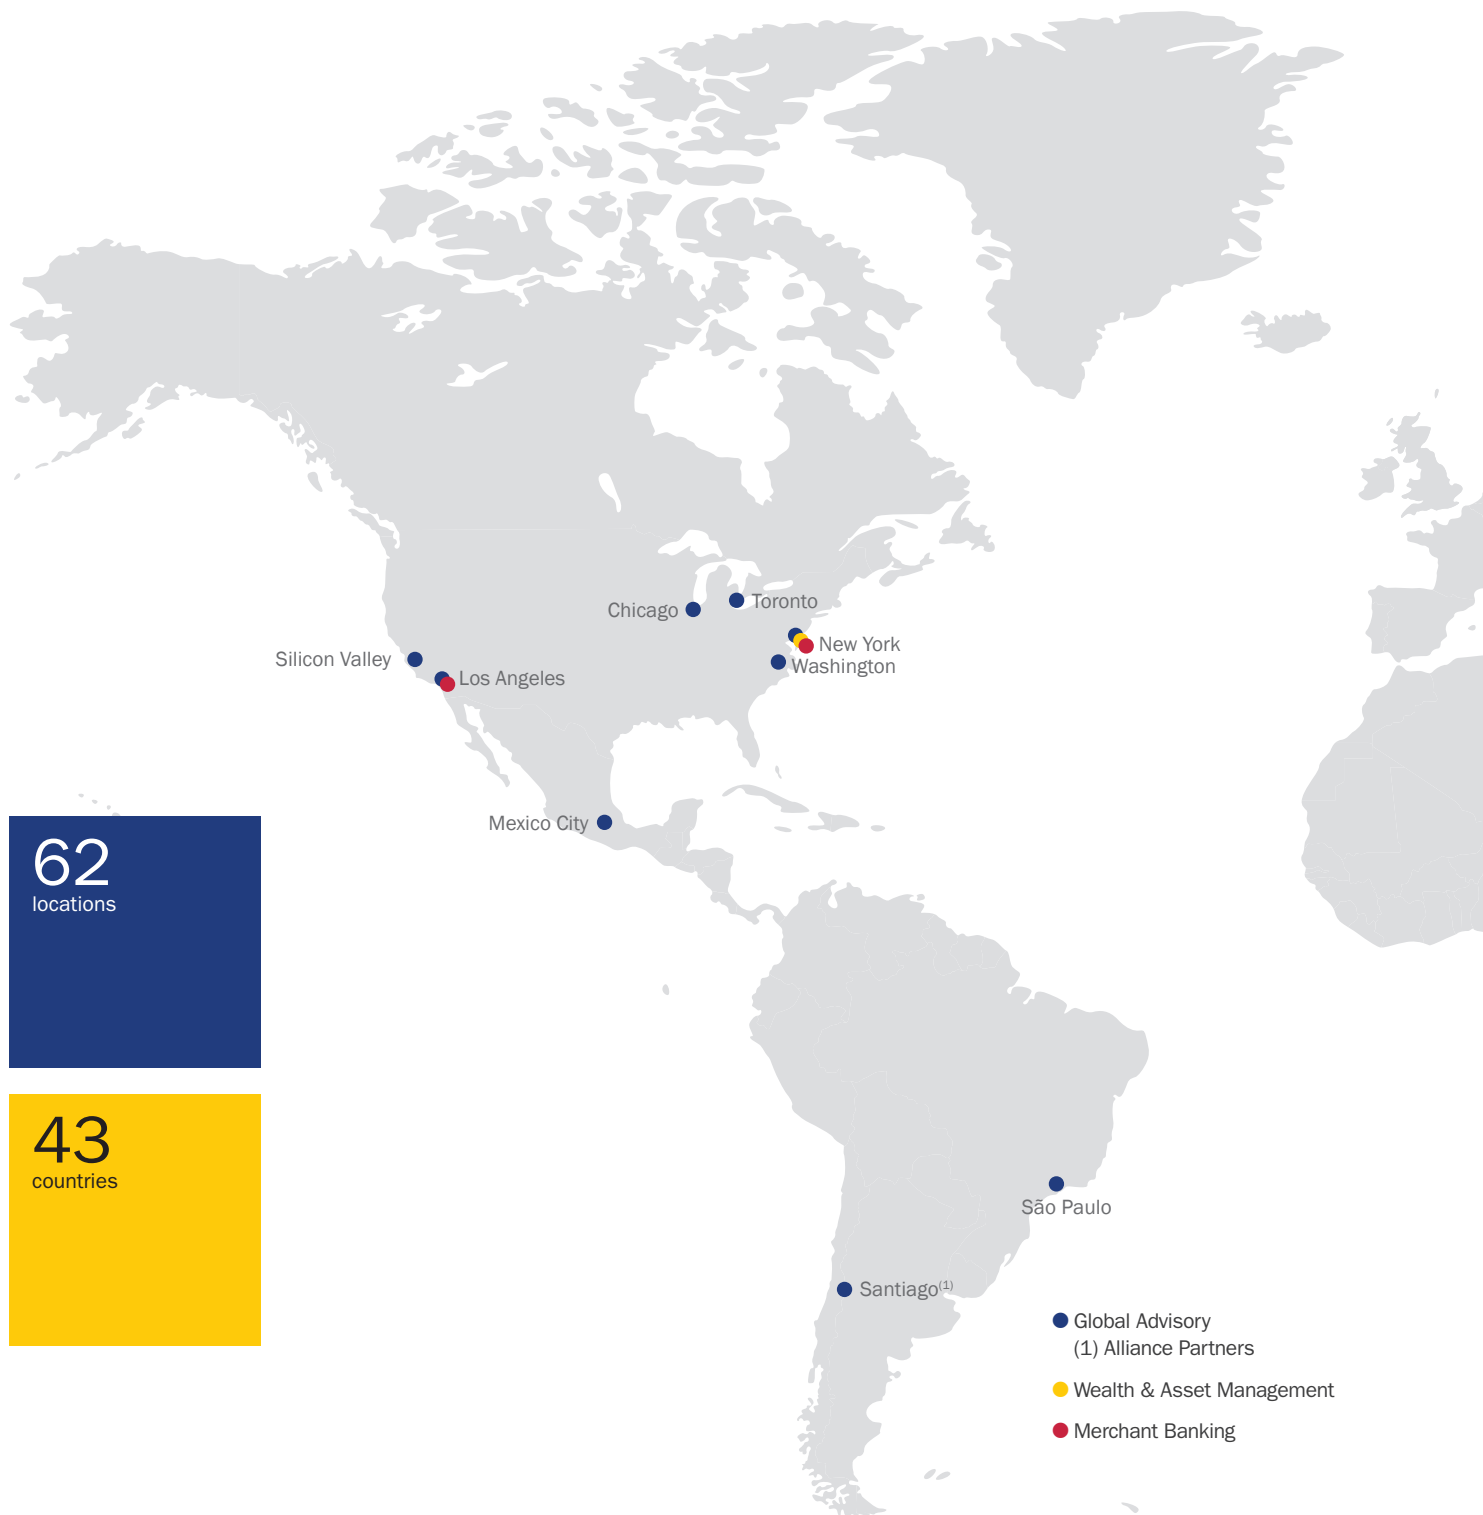 Chicago
Toronto
New York
Washington
Silicon Valley
Los Angeles
Mexico City
62
locations
43
countries
São Paulo
Santiago(1)
Global Advisory
(1) Alliance Partners
Wealth & Asset Management
Merchant Banking